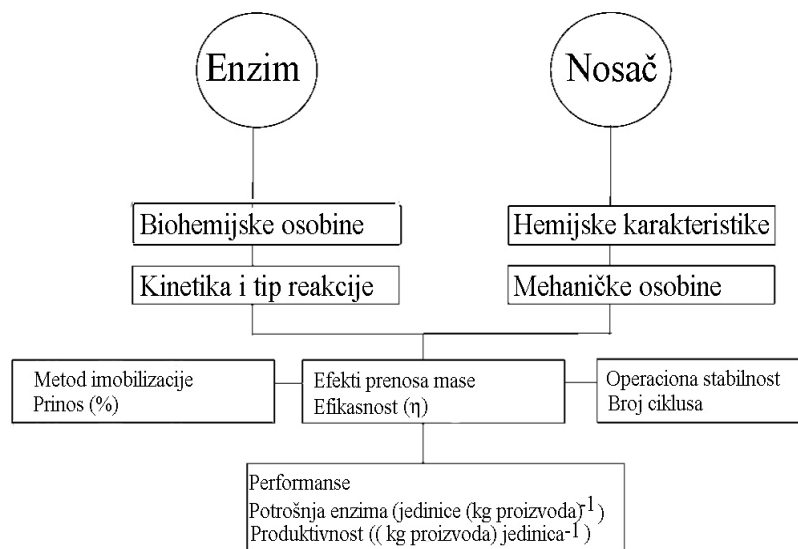 Enzim
Nosač
Biohemijske osobine
Hemijske karakteristike
Kinetika i tip reakcije
Mehaničke osobine
Metod imobilizacije
Prinos (%)
Efekti prenosa mase
Efikasnost (η)
Operaciona stabilnost
Broj ciklusa
Performanse
Potrošnja enzima (jedinice (kg proizvoda)-1)
Produktivnost (( kg proizvoda) jedinica-1 )